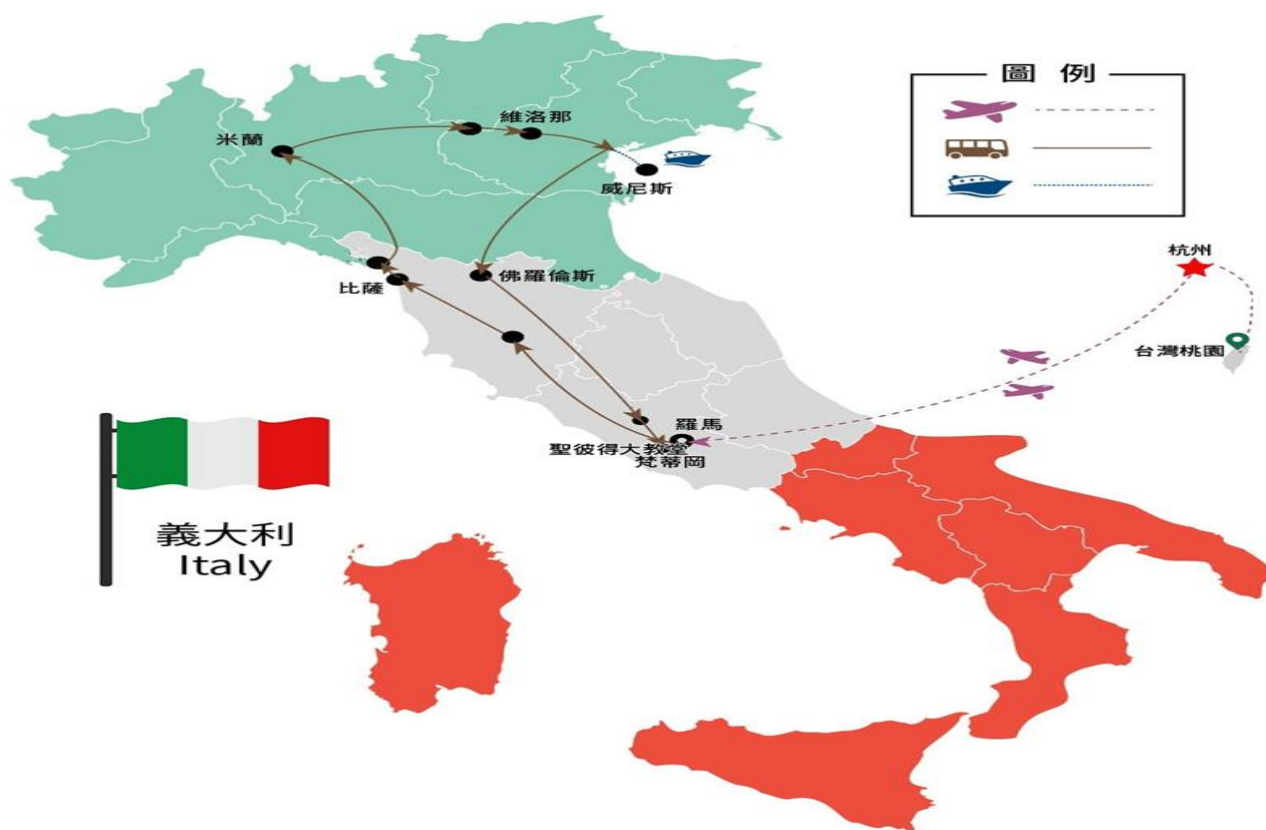 圖 例
維洛那
米蘭
威尼斯
佛羅倫斯
比薩
杭州
台灣桃園
羅馬
聖彼得大教堂
梵蒂岡
義大利
Italy